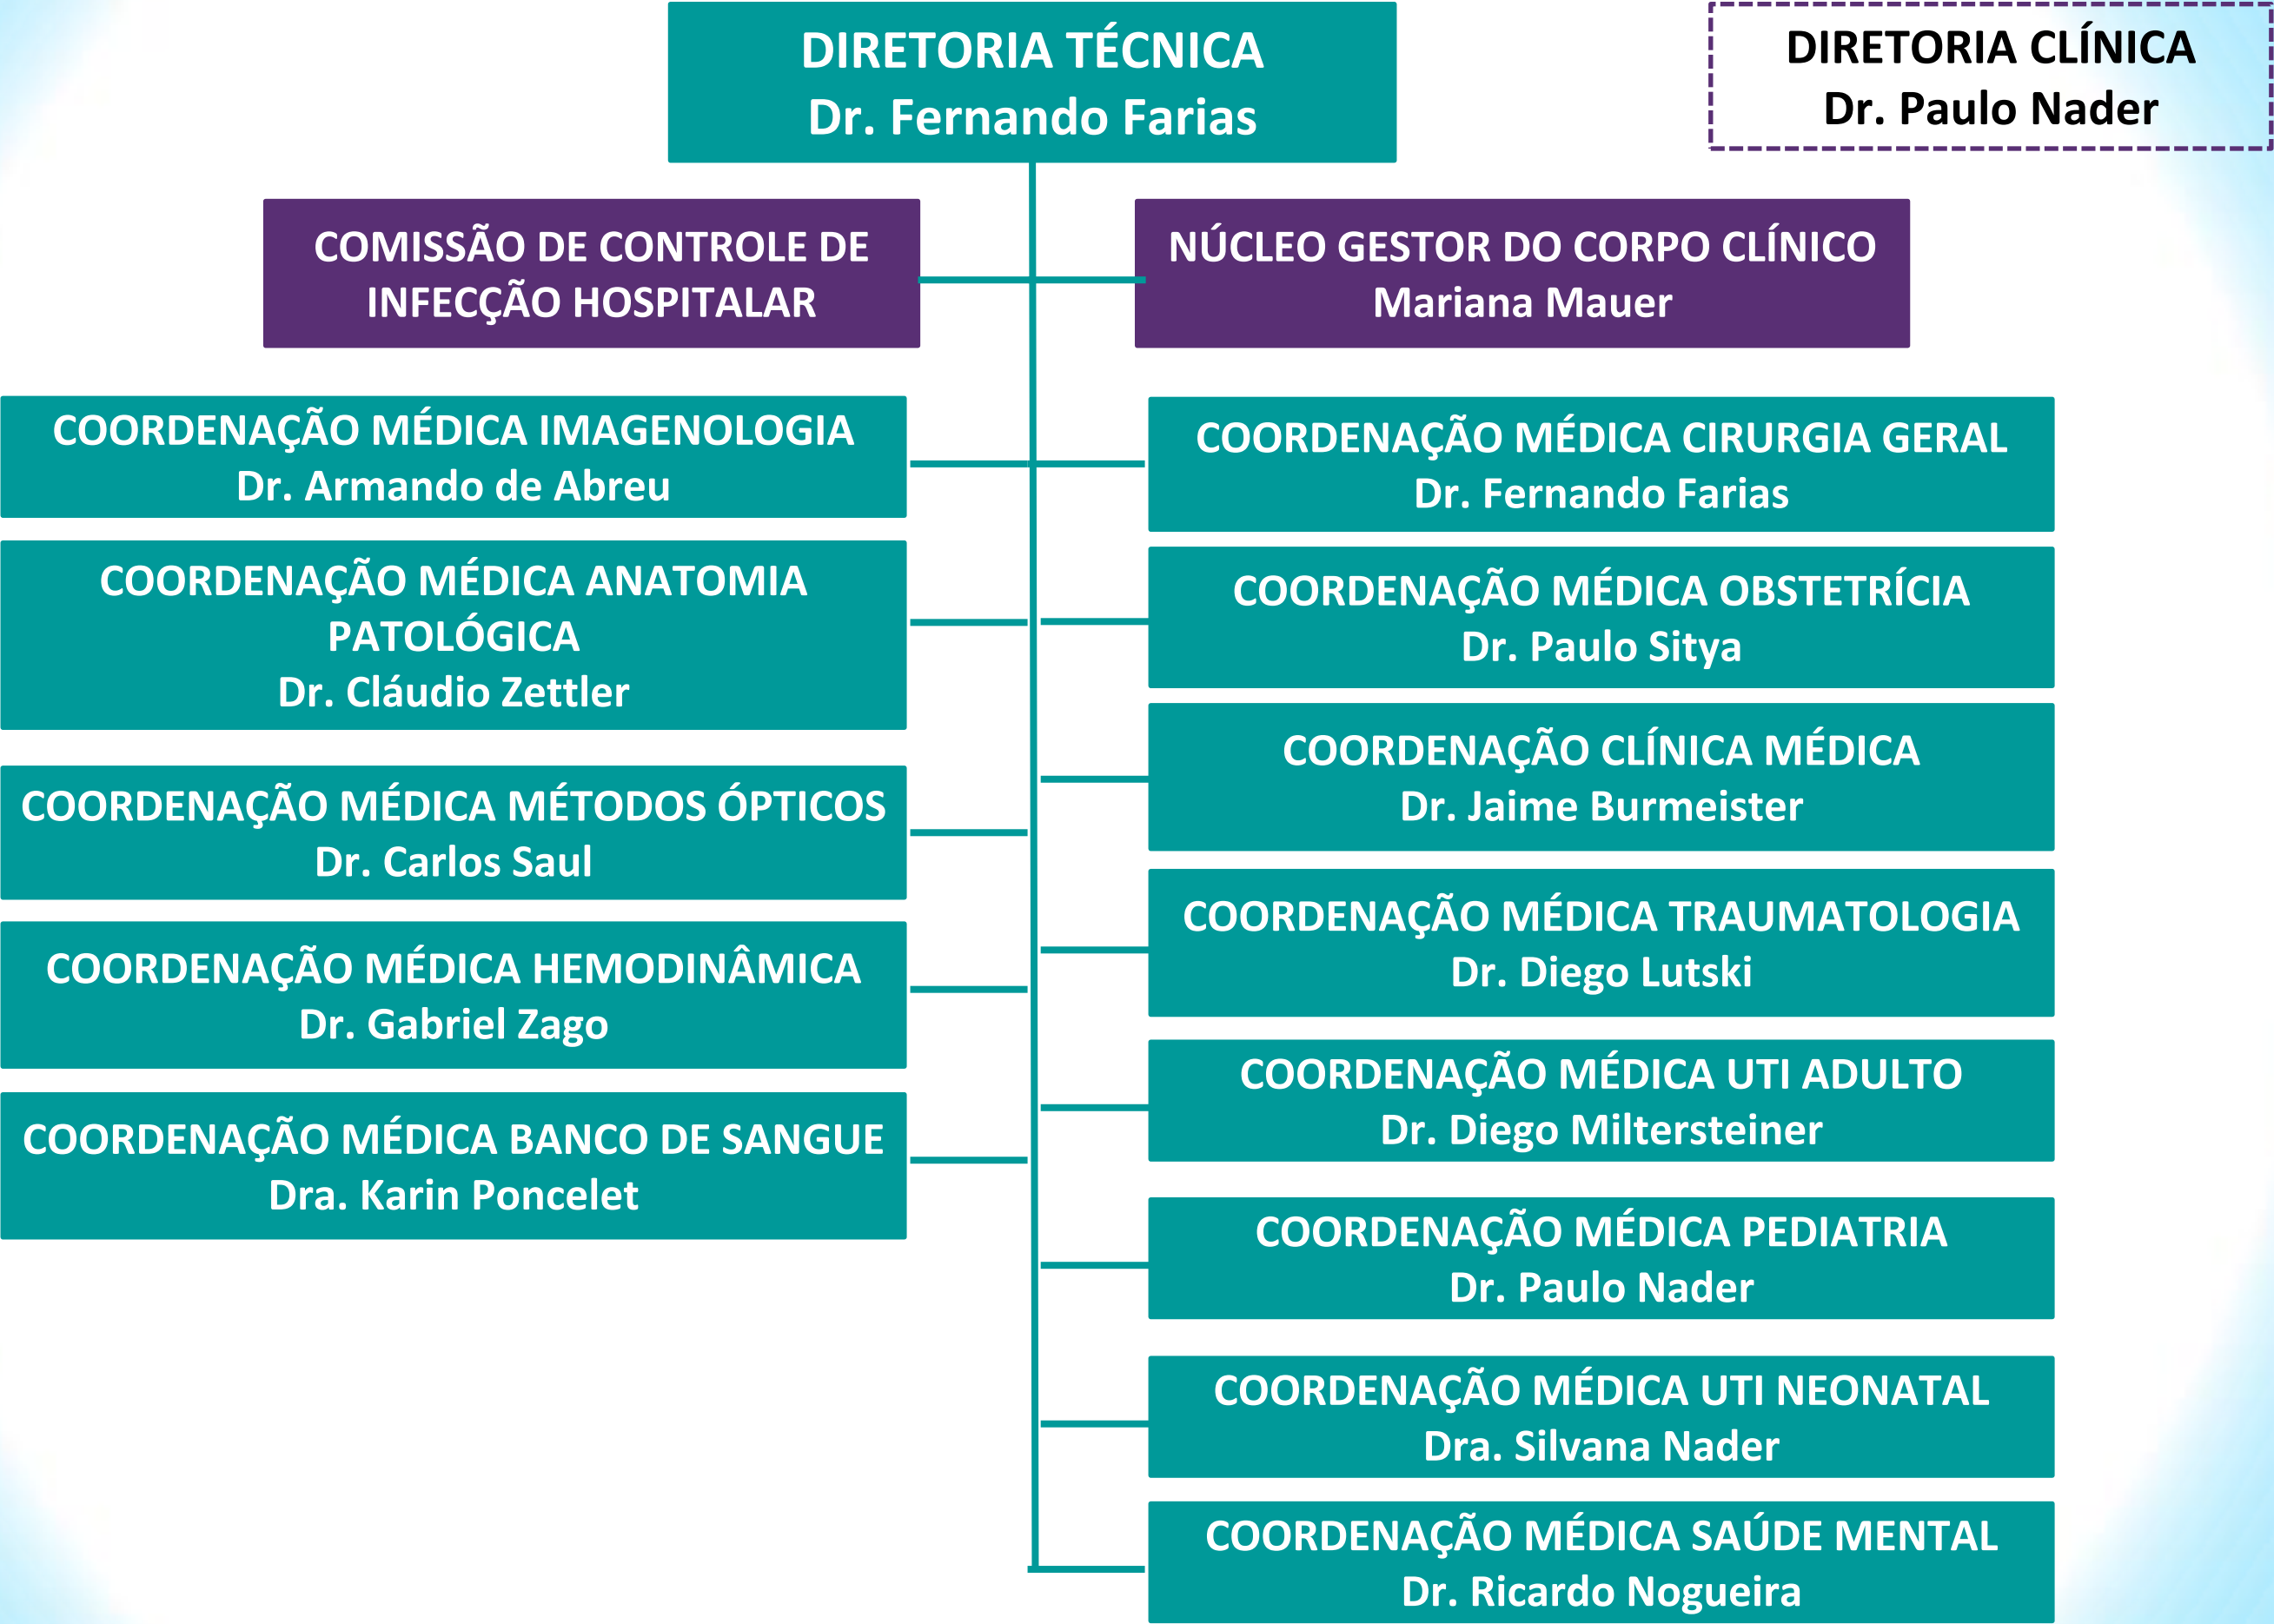 DIRETORIA TÉCNICA
Dr. Fernando Farias
DIRETORIA CLÍNICA
Dr. Paulo Nader
COMISSÃO DE CONTROLE DE
INFECÇÃO HOSPITALAR
NÚCLEO GESTOR DO CORPO CLÍNICO
Mariana Mauer
COORDENAÇÃO MÉDICA IMAGENOLOGIA
Dr. Armando de Abreu
COORDENAÇÃO MÉDICA ANATOMIA
PATOLÓGICA
Dr. Cláudio Zettler
COORDENAÇÃO MÉDICA MÉTODOS ÓPTICOS
Dr. Carlos Saul
COORDENAÇÃO MÉDICA HEMODINÂMICA
Dr. Gabriel Zago
COORDENAÇÃO MÉDICA BANCO DE SANGUE
Dra. Karin Poncelet
COORDENAÇÃO MÉDICA CIRURGIA GERAL
Dr. Fernando Farias
COORDENAÇÃO MÉDICA OBSTETRÍCIA
Dr. Paulo Sitya
COORDENAÇÃO CLÍNICA MÉDICA
Dr. Jaime Burmeister
COORDENAÇÃO MÉDICA TRAUMATOLOGIA
Dr. Diego Lutski
COORDENAÇÃO MÉDICA UTI ADULTO
Dr. Diego Miltersteiner
COORDENAÇÃO MÉDICA PEDIATRIA
Dr. Paulo Nader
COORDENAÇÃO MÉDICA UTI NEONATAL
Dra. Silvana Nader
COORDENAÇÃO MÉDICA SAÚDE MENTAL
Dr. Ricardo Nogueira